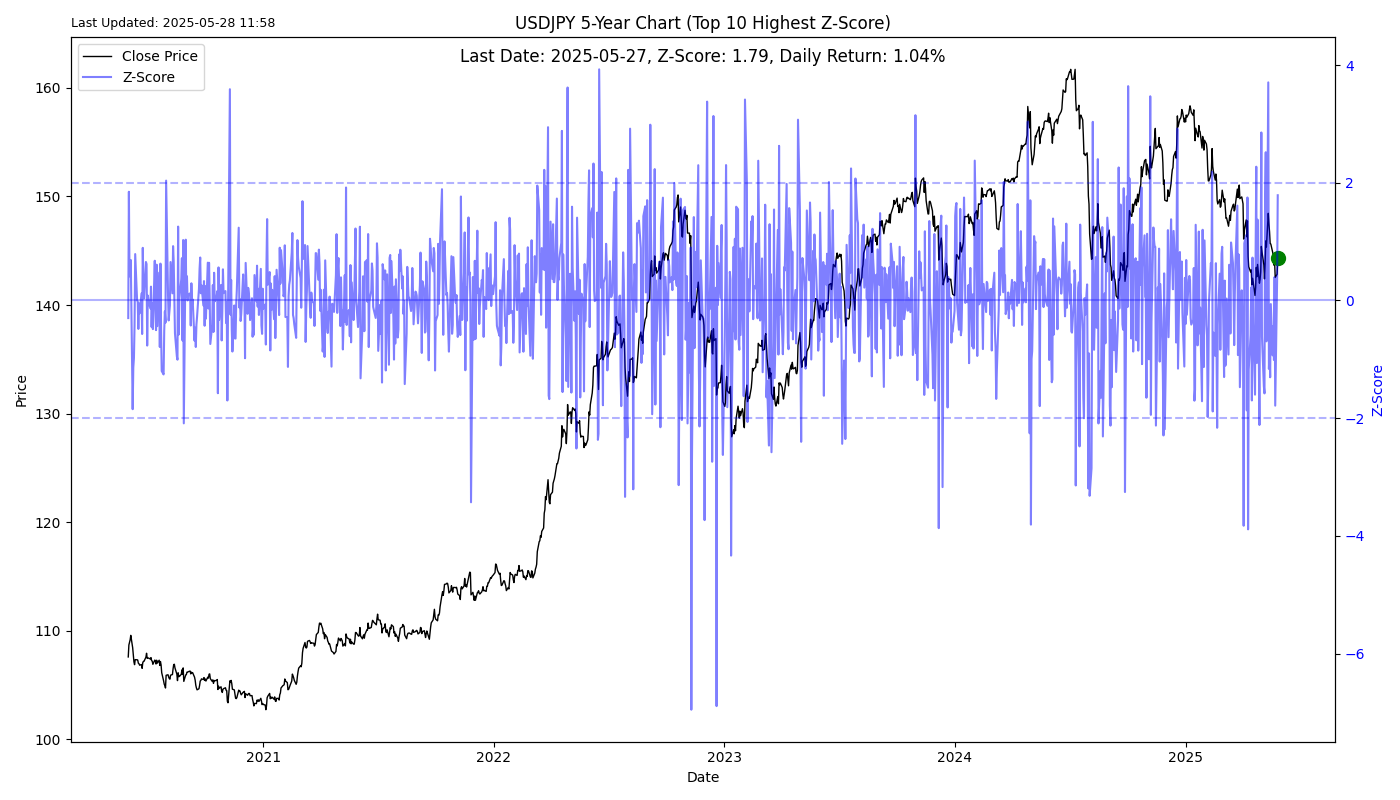 Last Updated: 2025-05-28 11:58
USDJPY 5-Year Chart (Top 10 Highest Z-Score)
Last Date: 2025-05-27, Z-Score: 1.79, Daily Return: 1.04%
Close Price
Z-Score
Price
160
150
140
130
120
110
100
4
2
0
−2
−4
−6
Z-Score
2021
2022
2023
2024
2025
Date